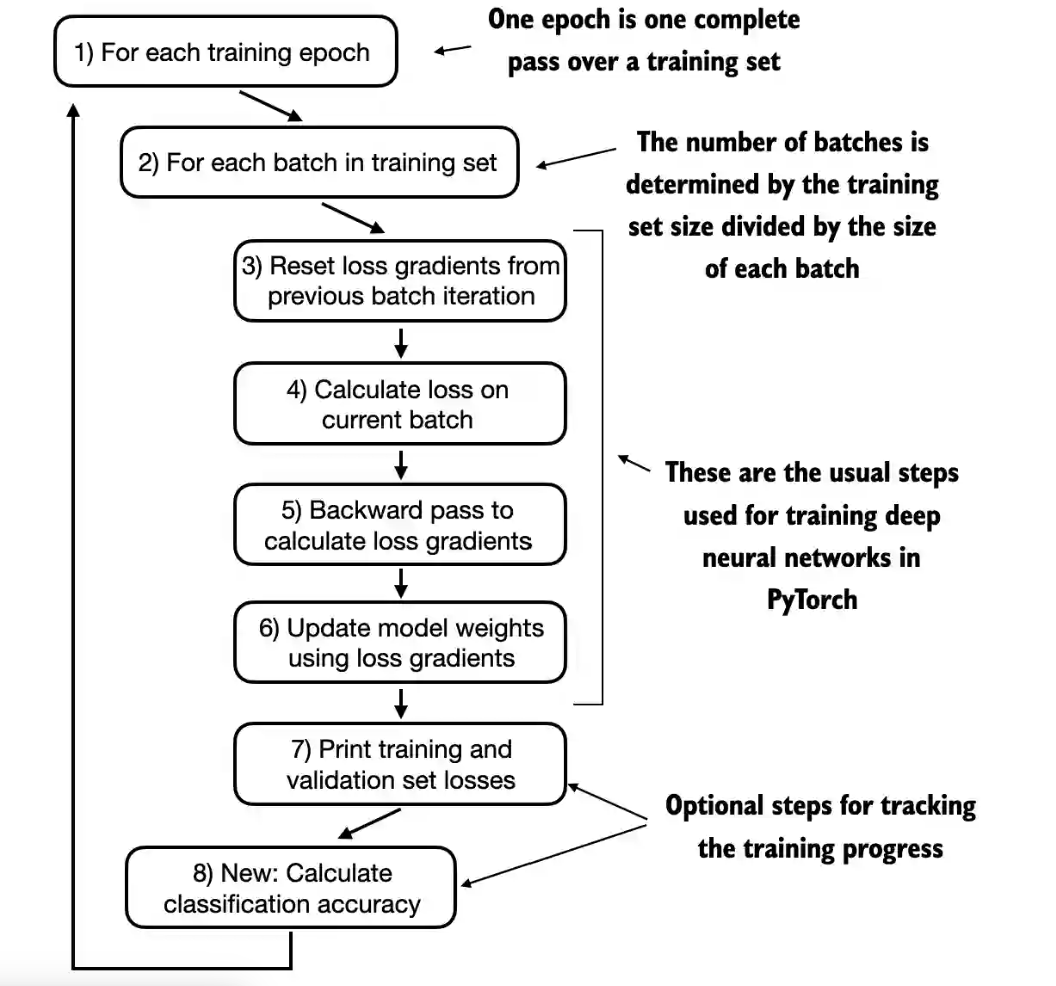 1) For each training epoch
One epoch is one complete
pass over a training set
2) For each batch in training set
The number of batches is
determined by the training
set size divided by the size
of each batch
3) Reset loss gradients from
previous batch iteration
4) Calculate loss on
current batch
5) Backward pass to
calculate loss gradients
6) Update model weights
using loss gradients
These are the usual steps
used for training deep
neural networks in
PyTorch
7) Print training and
validation set losses
8) New: Calculate
classification accuracy
Optional steps for tracking
the training progress